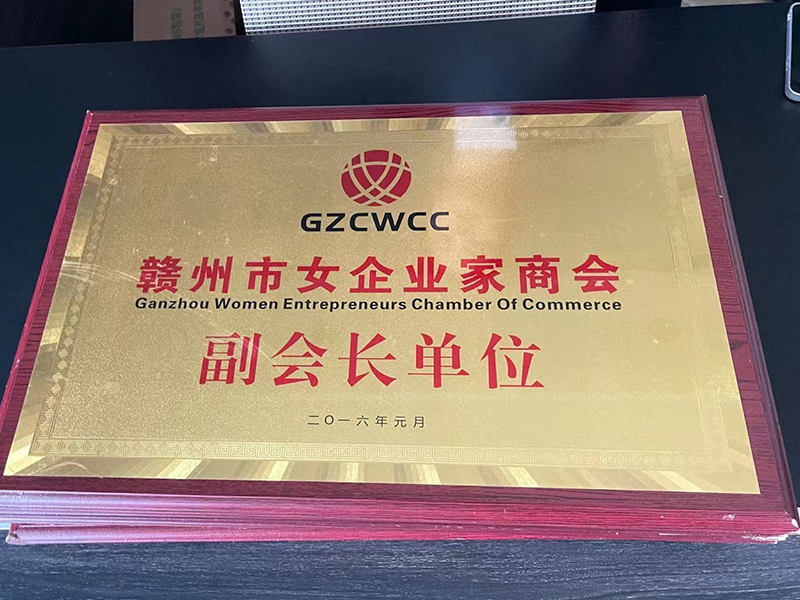 GZCWCC
赣州市女企业家商会
Ganzhou Women Entrepreneurs Chamber Of Commerce
副会长单位
二〇一六年元月